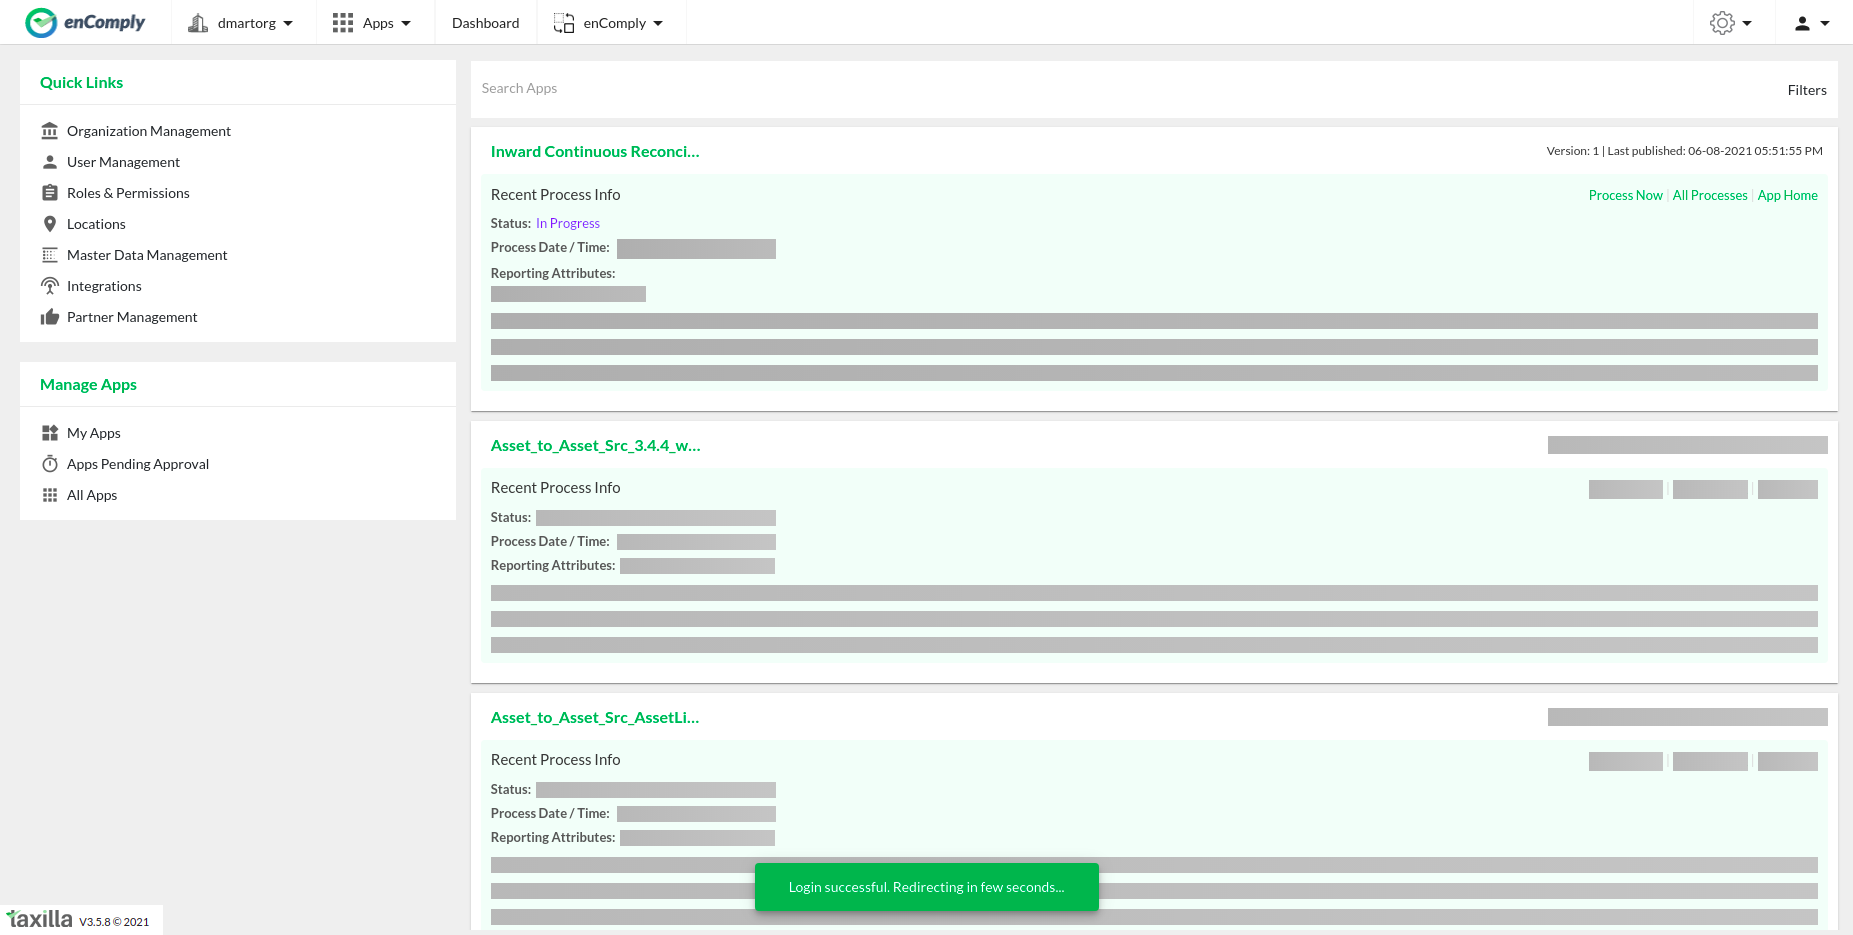 enComply
dmartorg
Apps
Dashboard
enComply
Quick Links
Organization Management
User Management
Roles & Permissions
Locations
Master Data Management
Integrations
Partner Management
Manage Apps
My Apps
Apps Pending Approval
All Apps
Search Apps
Filters
Inward Continuous Reconci...
Version: 1 | Last published: 06-08-2021 05:51:55 PM
Recent Process Info
Process Now | All Processes | App Home
Status: In Progress
Process Date / Time:
Reporting Attributes:
Asset_to_Asset_Src_3.4.4_w...
Recent Process Info
Status:
Process Date / Time:
Reporting Attributes:
Asset_to_Asset_Src_AssetLi...
Recent Process Info
Status:
Process Date / Time:
Reporting Attributes:
Login successful. Redirecting in few seconds...
taxilla V3.5.8 © 2021